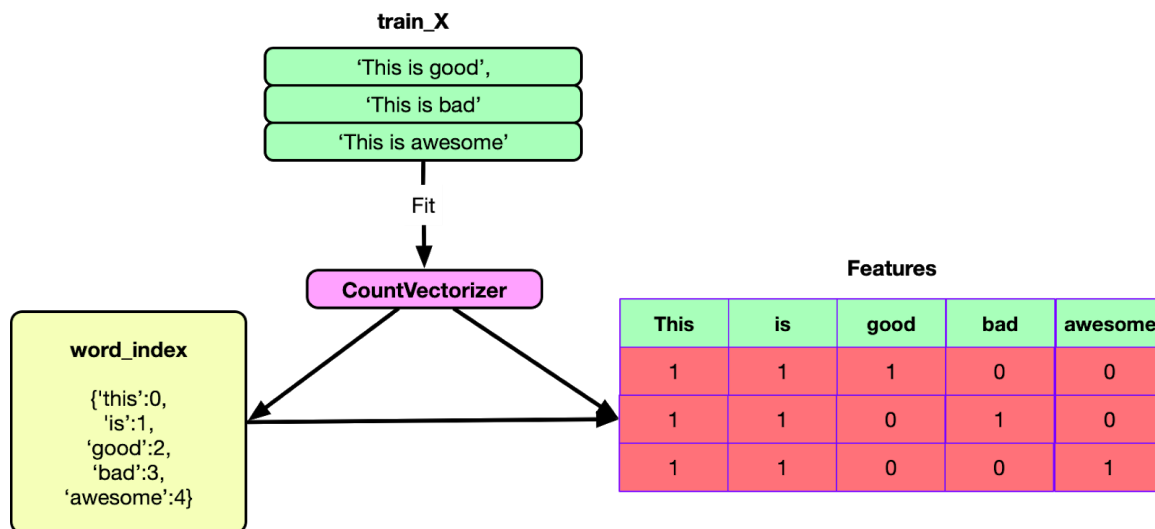 train_X
‘This is good’,
‘This is bad’
‘This is awesome’
Fit
CountVectorizer
word_index
{'this':0,
'is':1,
‘good’:2,
‘bad’:3,
‘awesome’:4}
Features
This is good bad awesome
1 1 1 0 0
1 1 0 1 0
1 1 0 0 1